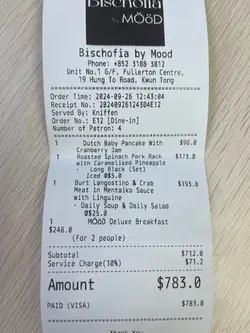 Bischofia
by MÖÖD
Bischofia by Mood
Phone: +852 3188 3812
Unit No.1 G/F, Fullerton Centre,
19 Hung To Road, Kwun Tong
Order Time: 2024-09-26 12:43:04
Receipt No.: 20240926124304E12
Served By: Kniffen
Order No.: E12 [Dine-in]
Number of Patron: 4
1 Dutch Baby Pancake With $98.0
Cranberry Jam
1 Roasted Spinach Pork Rack $173.0
with Caramelised Pineapple
- Long Black (Set)
Iced @$5.0
1 Burt Langostino & Crab $193.0
Meat in Mentaiko Sauce
with Linguine
- Daily Soup & Daily Salad
@$25.0
1 MÖÖD Deluxe Breakfast
$248.0
(For 2 people)
Subtotal $712.0
Service Charge(10%) $71.2
Amount $783.0
PAID (VISA) $783.0